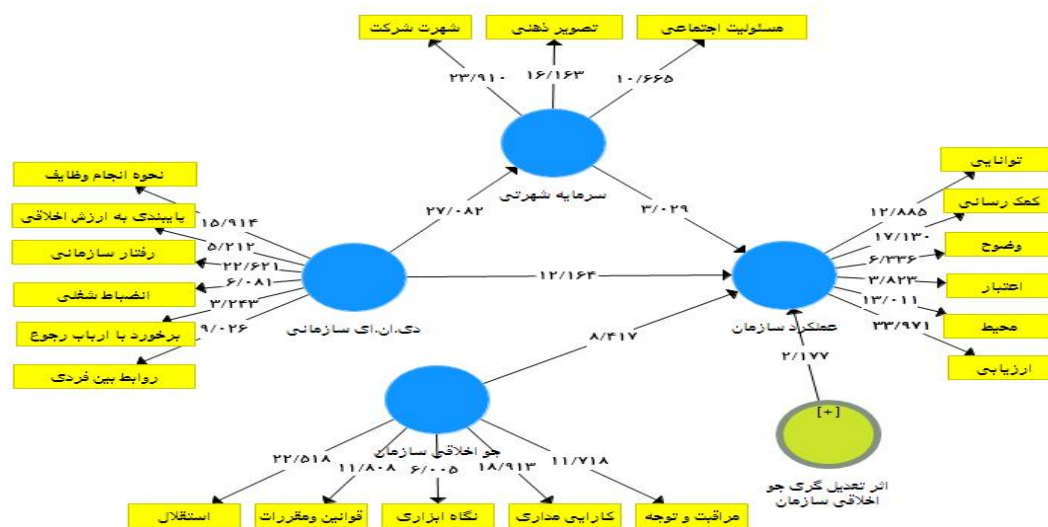 شهرت شرکت
تصویر ذهنی
مسئولیت اجتماعی
۲۳/۹۱۰
۱۶/۱۶۳
۱۰/۶۶۵
سرمایه شهرتی
نحوه انجام وظایف
پایبندی به ارزش اخلاقی
رفتار سازمانی
انضباط شغلی
برخورد با ارباب رجوع
روابط بین فردی
۱۵/۹۱۴
۵/۲۱۲
۲۲/۶۲۱
۶/۰۸۱
۳/۲۴۳
۹/۰۲۶
دی.ان.ای سازمانی
۲۷/۰۸۲
۳/۰۲۹
۱۲/۱۶۴
۸/۴۱۷
توانایی
کمک رسانی
وضوح
اعتبار
محیط
ارزیابی
۱۲/۸۸۵
۱۷/۱۳۰
۶/۳۳۶
۳/۸۲۳
۱۳/۰۱۱
۳۳/۹۷۱
عملکرد سازمان
۲/۱۷۷
[+]
اثر تعدیل گری جو
اخلاقی سازمان
جو اخلاقی سازمان
۲۲/۵۱۸
۱۱/۸۰۸
۶/۰۰۵
۱۸/۹۱۳
۱۱/۷۱۸
استقلال
قوانین ومقررات
نگاه ابزاری
کارایی مداری
مراقبت و توجه